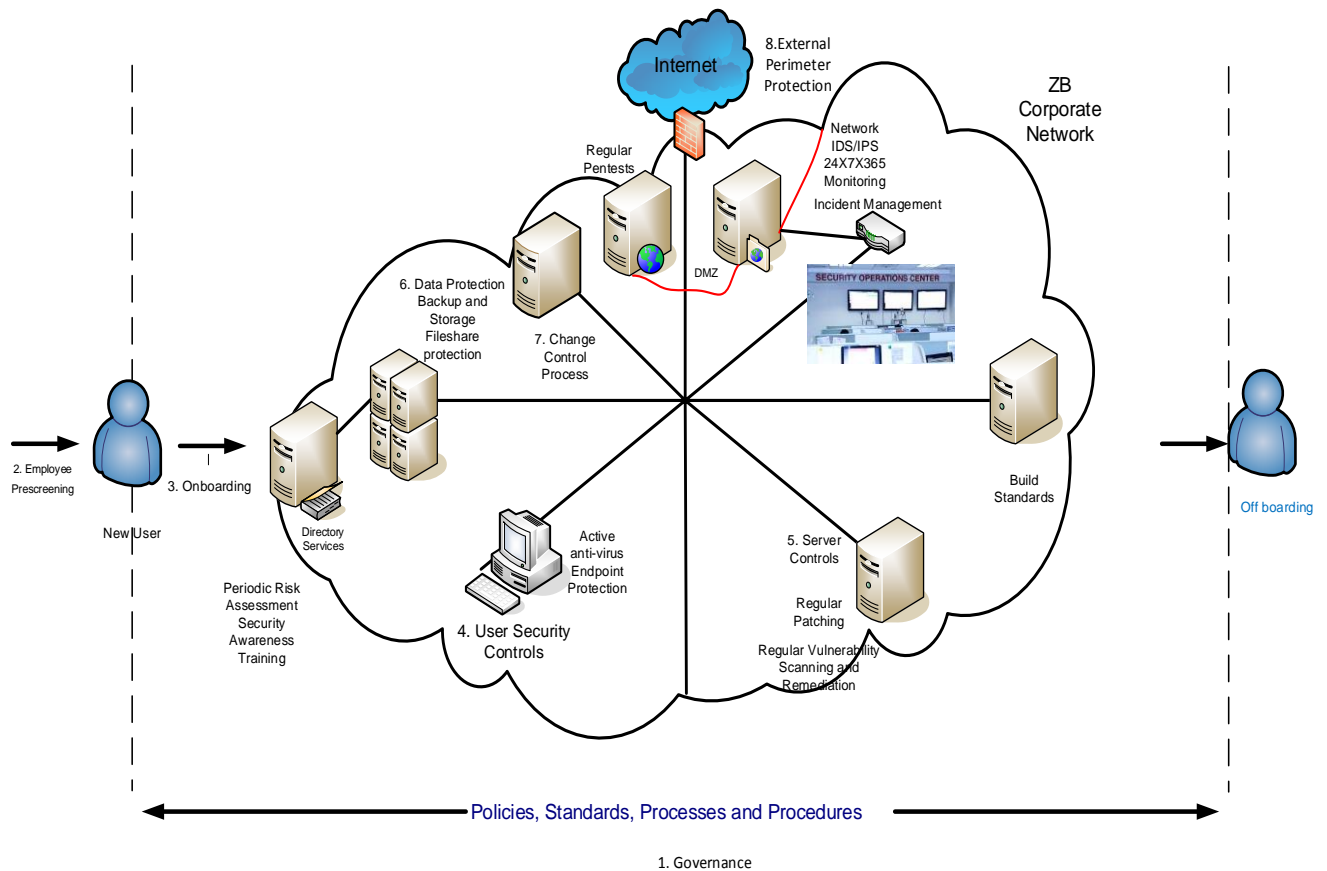 Internet
8.External
Perimeter
Protection
ZB
Corporate
Network
Regular
Pentests
Network
IDS/IPS
24X7X365
Monitoring
Incident Management
DMZ
SECURITY OPERATIONS CENTER
6. Data Protection
Backup and
Storage
Fileshare
protection
7. Change
Control
Process
2. Employee
Prescreening
New User
3. Onboarding
Directory
Services
Periodic Risk
Assessment
Security
Awareness
Training
Active
anti-virus
Endpoint
Protection
4. User Security
Controls
5. Server
Controls
Regular
Patching
Regular Vulnerability
Scanning and
Remediation
Build
Standards
Off boarding
Policies, Standards, Processes and Procedures
1. Governance